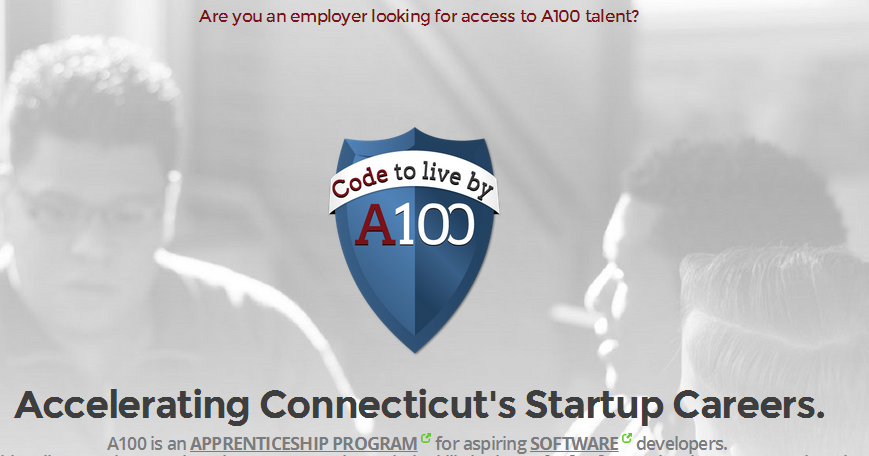 Are you an employer looking for access to A100 talent?
Code to live by
A100
Accelerating Connecticut's Startup Careers.
A100 is an APPRENTICESHIP PROGRAM for aspiring SOFTWARE developers.